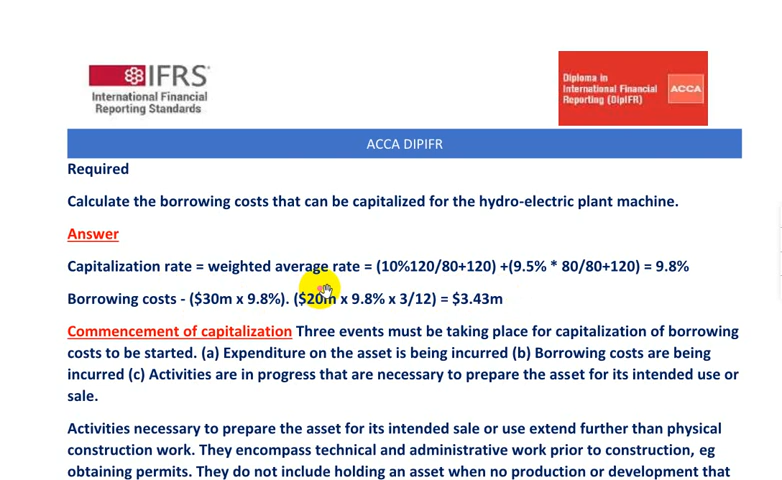 IFRS®
International Financial
Reporting Standards
Diploma in
International Financial
Reporting (DipIFR)
ACCA
ACCA DIPIFR
Required
Calculate the borrowing costs that can be capitalized for the hydro-electric plant machine.
Answer
Capitalization rate = weighted average rate = (10%120/80+120) +(9.5% * 80/80+120) = 9.8%
Borrowing costs - ($30m x 9.8%). ($20m x 9.8% x 3/12) = $3.43m
Commencement of capitalization Three events must be taking place for capitalization of borrowing
costs to be started. (a) Expenditure on the asset is being incurred (b) Borrowing costs are being
incurred (c) Activities are in progress that are necessary to prepare the asset for its intended use or
sale.
Activities necessary to prepare the asset for its intended sale or use extend further than physical
construction work. They encompass technical and administrative work prior to construction, eg
obtaining permits. They do not include holding an asset when no production or development that